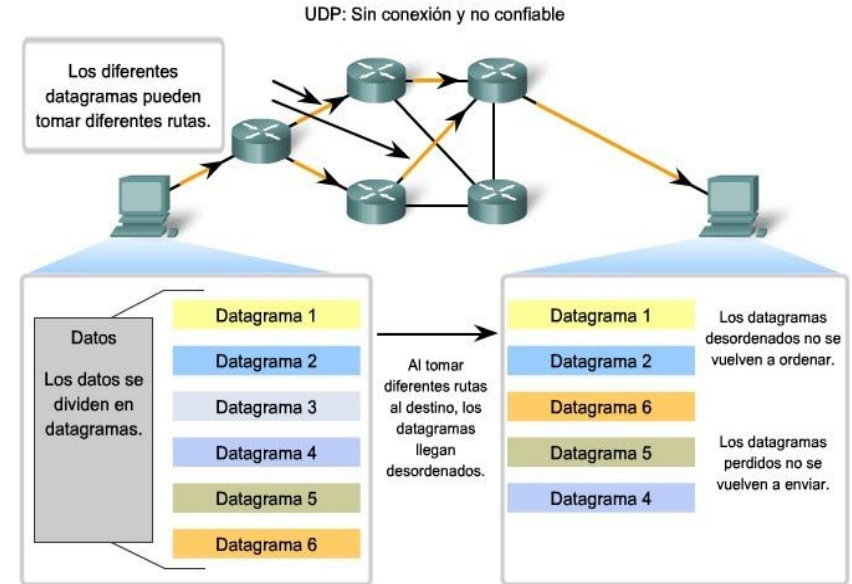 UDP: Sin conexión y no confiable
Los diferentes
datagramas pueden
tomar diferentes rutas.
Datos
Los datos se
dividen en
datagramas.
Datagrama 1
Datagrama 2
Datagrama 3
Datagrama 4
Datagrama 5
Datagrama 6
Al tomar
diferentes rutas
al destino, los
datagramas
llegan
desordenados.
Datagrama 1
Datagrama 2
Datagrama 6
Datagrama 5
Datagrama 4
Los datagramas
desordenados no se
vuelven a ordenar.
Los datagramas
perdidos no se
vuelven a enviar.